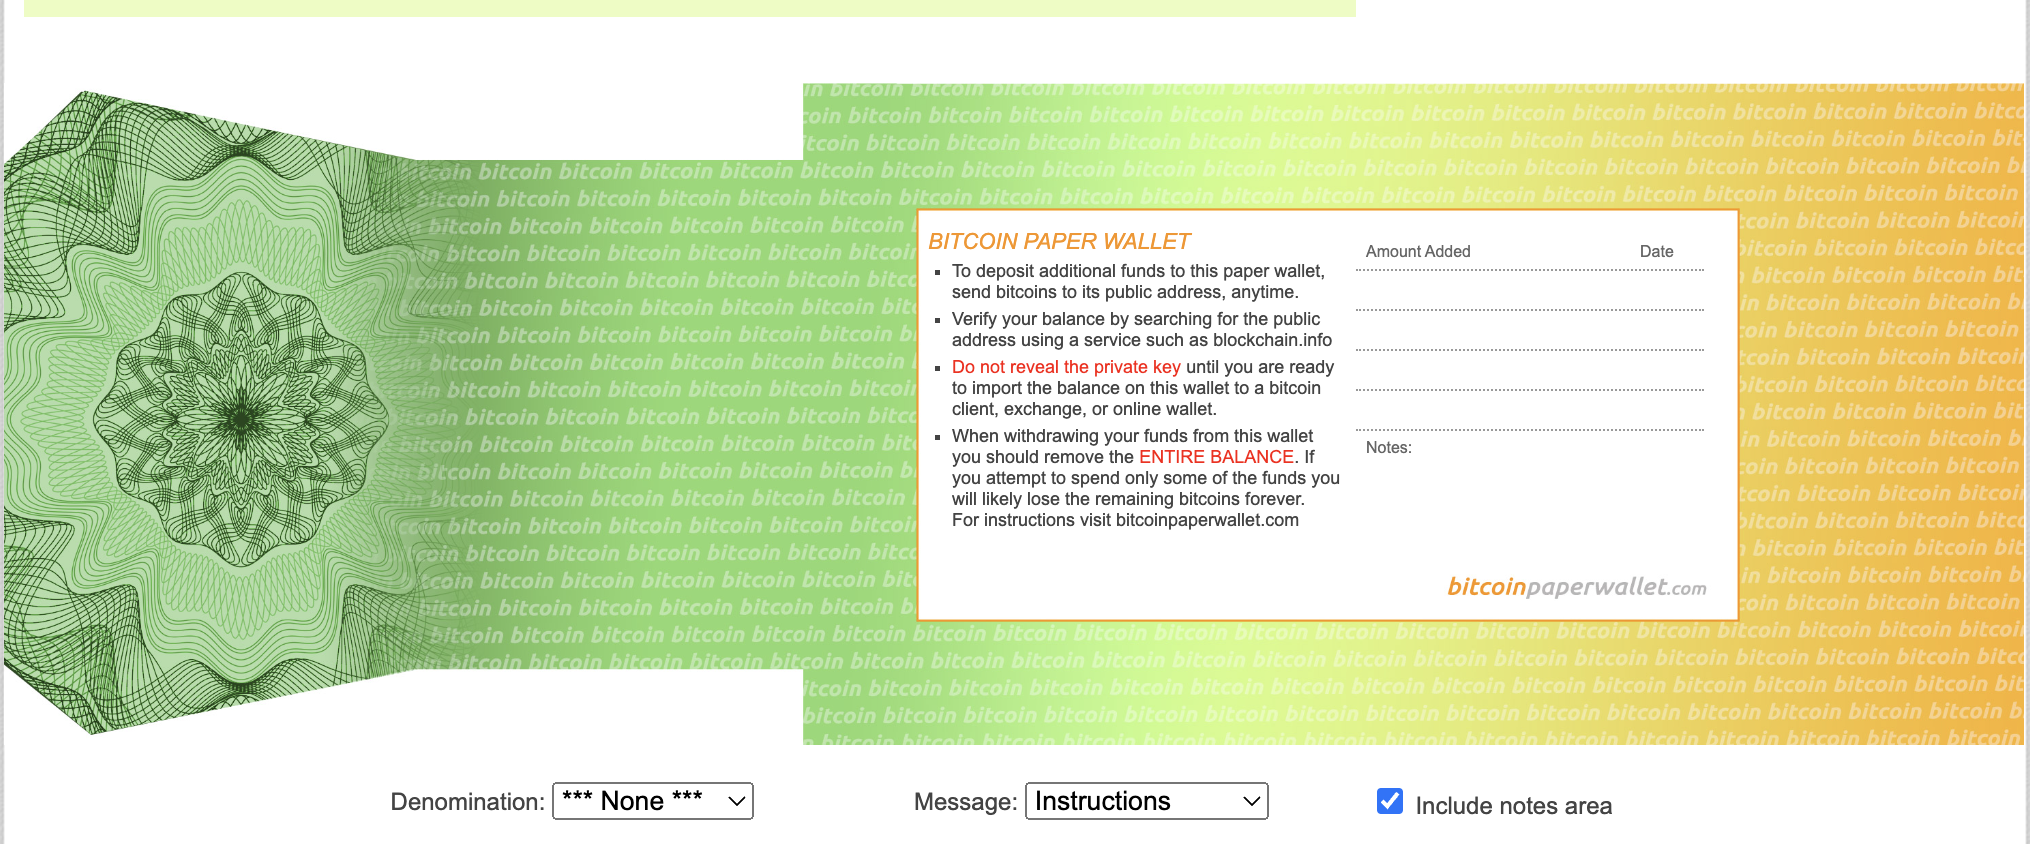 BITCOIN PAPER WALLET
To deposit additional funds to this paper wallet,
send bitcoins to its public address, anytime.
Verify your balance by searching for the public
address using a service such as blockchain.info
Do not reveal the private key until you are ready
to import the balance on this wallet to a bitcoin
client, exchange, or online wallet.
When withdrawing your funds from this wallet
you should remove the ENTIRE BALANCE. If
you attempt to spend only some of the funds you
will likely lose the remaining bitcoins forever.
For instructions visit bitcoinpaperwallet.com
Amount Added Date
Notes:
bitcoinpaperwallet.com
Denomination: *** None *** Message: Instructions Include notes area